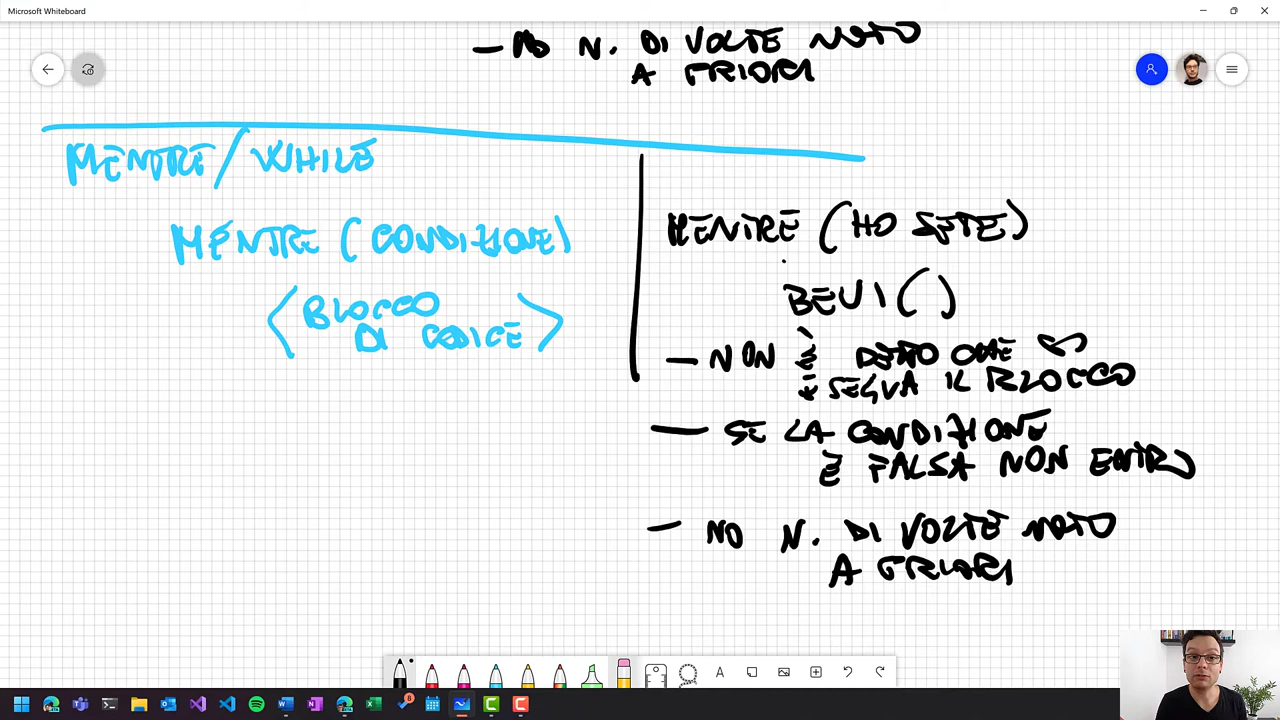 Microsoft Whiteboard
— NO N. DI VOLTE NOTO
A PRIORI
MENTRE/WHILE
MENTRE (CONDIZIONE)
<BLOCCO
DI CODICE>
MENTRE (HO SETE)
BEVI()
— NON È DETTO CHE SI
ESEGUA IL BLOCCO
— SE LA CONDIZIONE
È FALSA NON ENTRO
— NO N. DI VOLTE NOTO
A PRIORI
A
8